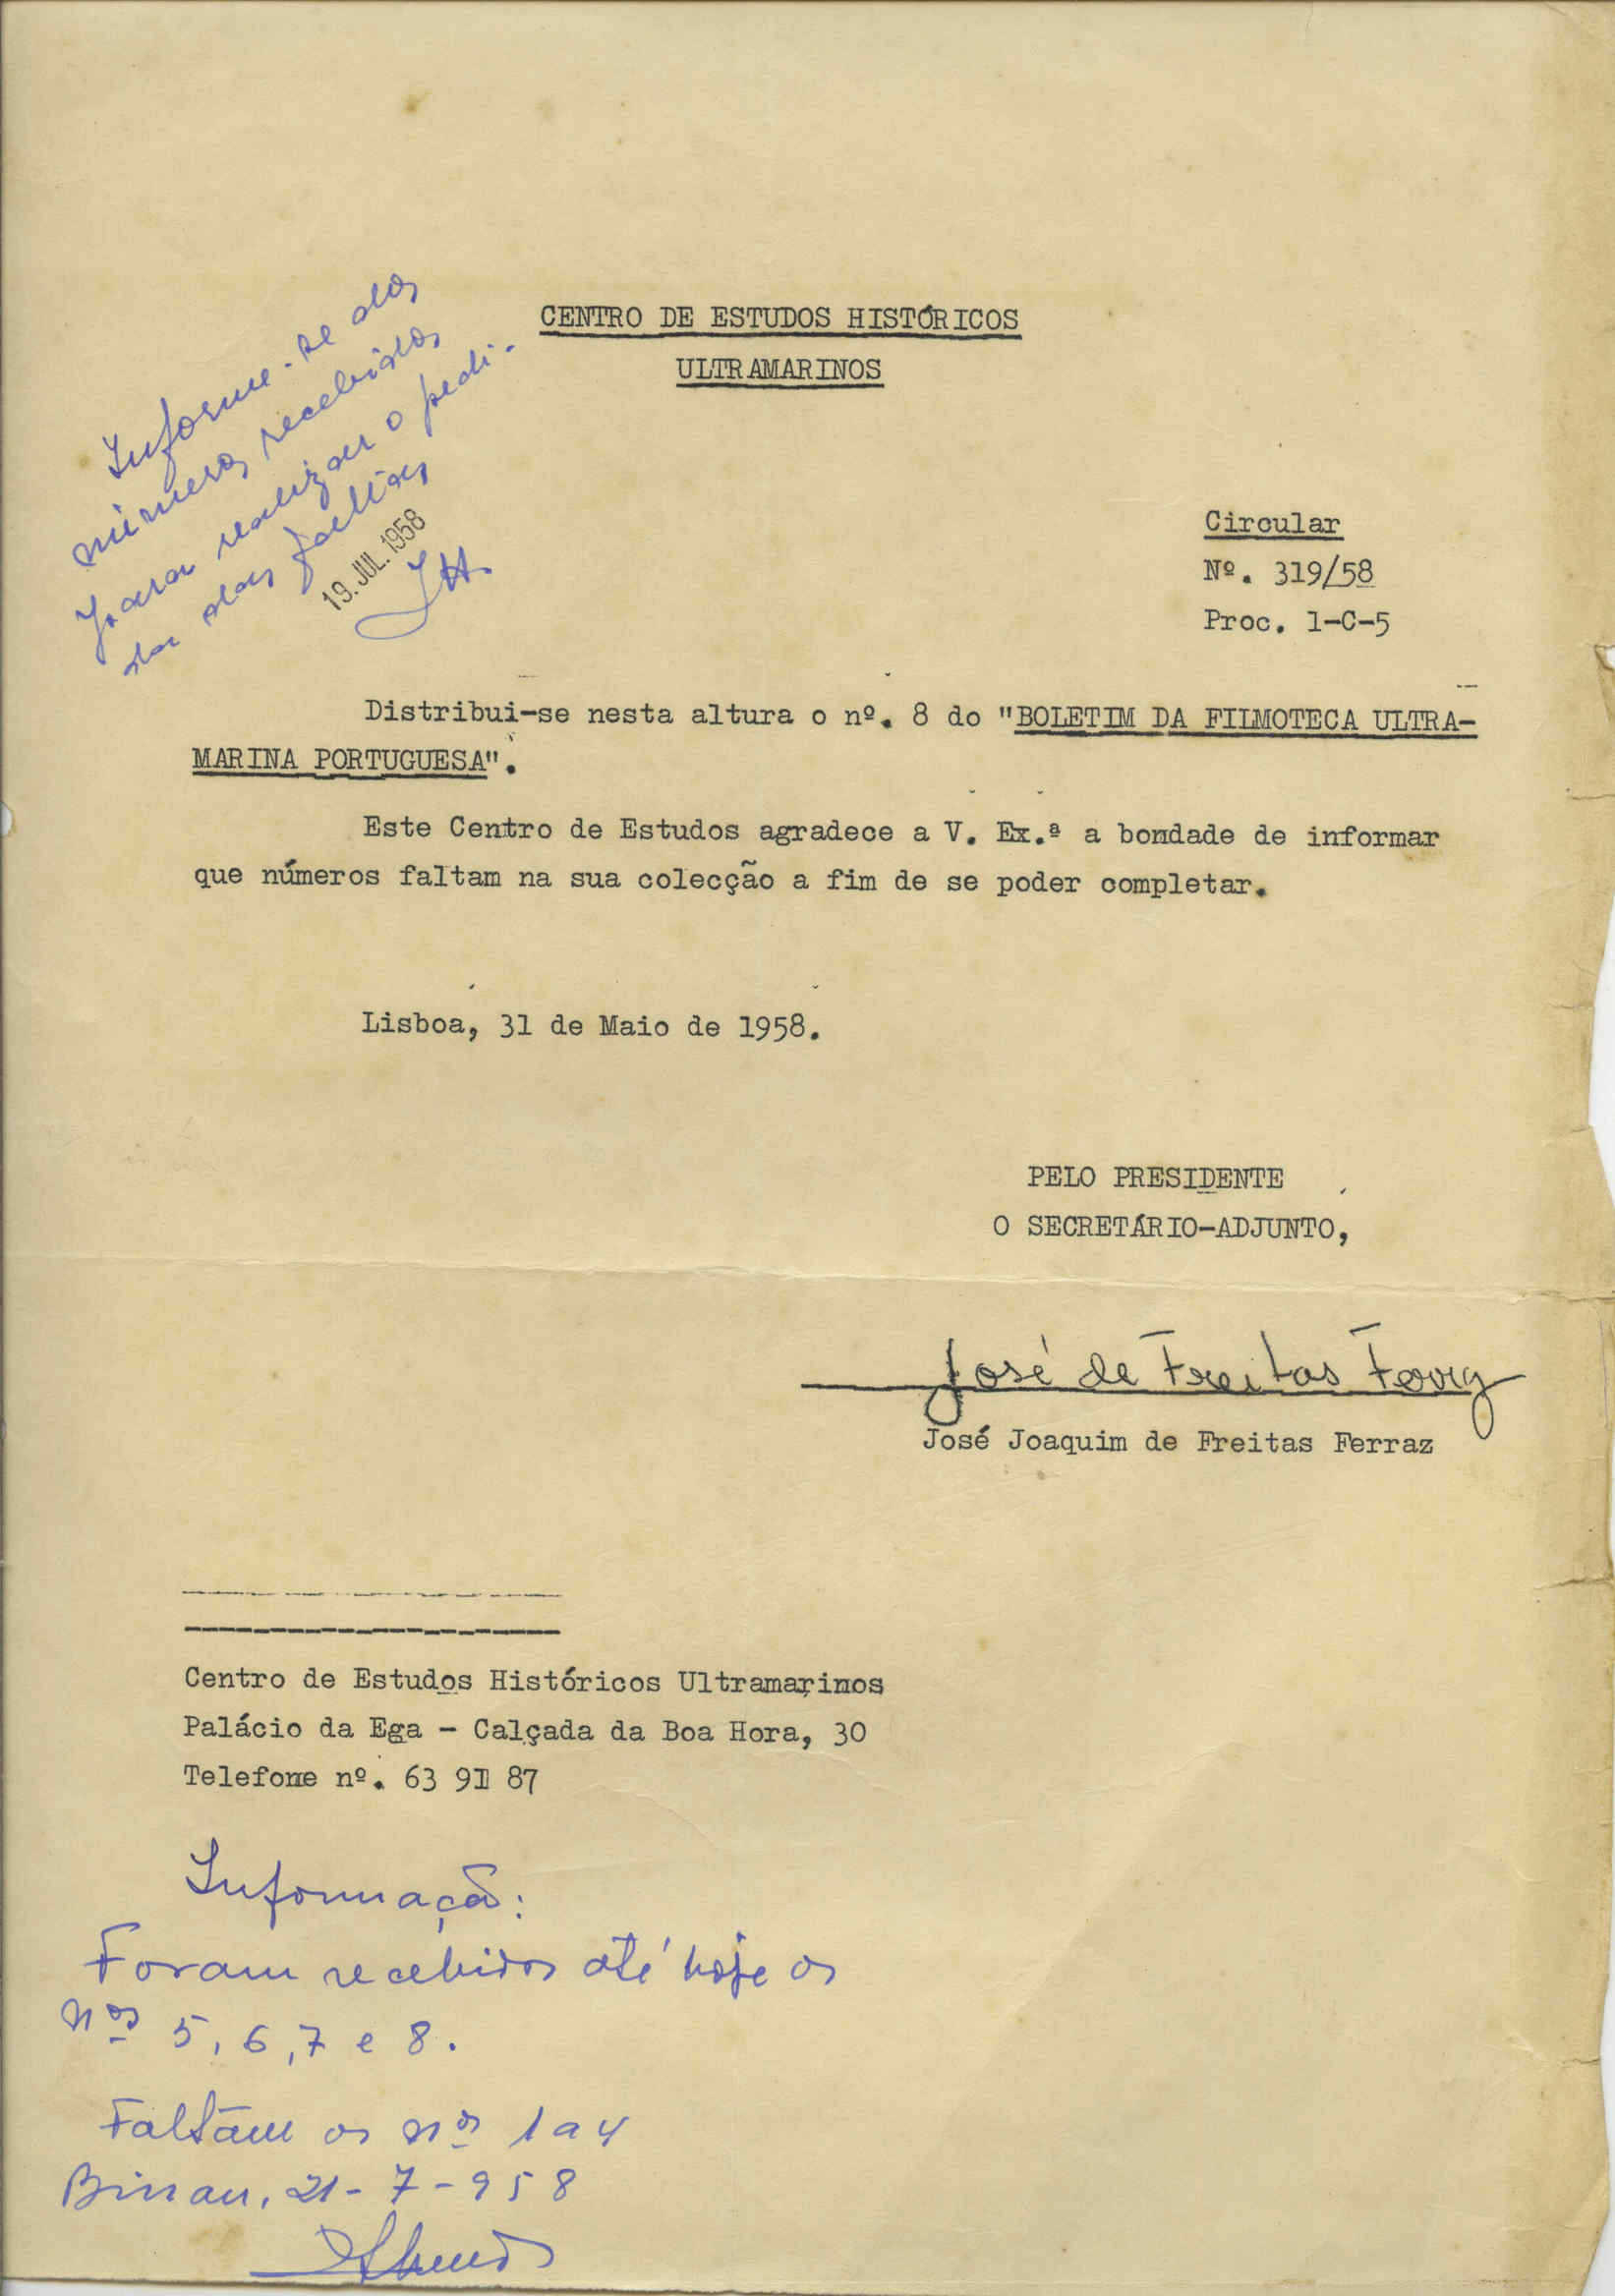 Informe-se dos
números recebidos
para realizar o pedi-
do das faltas
19. JUL. 1958
CENTRO DE ESTUDOS HISTÓRICOS
ULTRAMARINOS
Circular
Nº. 319/58
Proc. 1-C-5
Distribui-se nesta altura o nº. 8 do "BOLETIM DA FILMOTECA ULTRA-
MARINA PORTUGUESA".
Este Centro de Estudos agradece a V. Ex.ª a bondade de informar
que números faltam na sua colecção a fim de se poder completar.
Lisboa, 31 de Maio de 1958.
PELO PRESIDENTE
O SECRETÁRIO-ADJUNTO,
José de Freitas Ferraz
José Joaquim de Freitas Ferraz
Centro de Estudos Históricos Ultramarinos
Palácio da Ega - Calçada da Boa Hora, 30
Telefone nº. 63 91 87
Informação:
Foram recebidos até hoje os
nºs 5, 6, 7 e 8.
Faltam os nºs 1 a 4
Bissau, 21-7-958